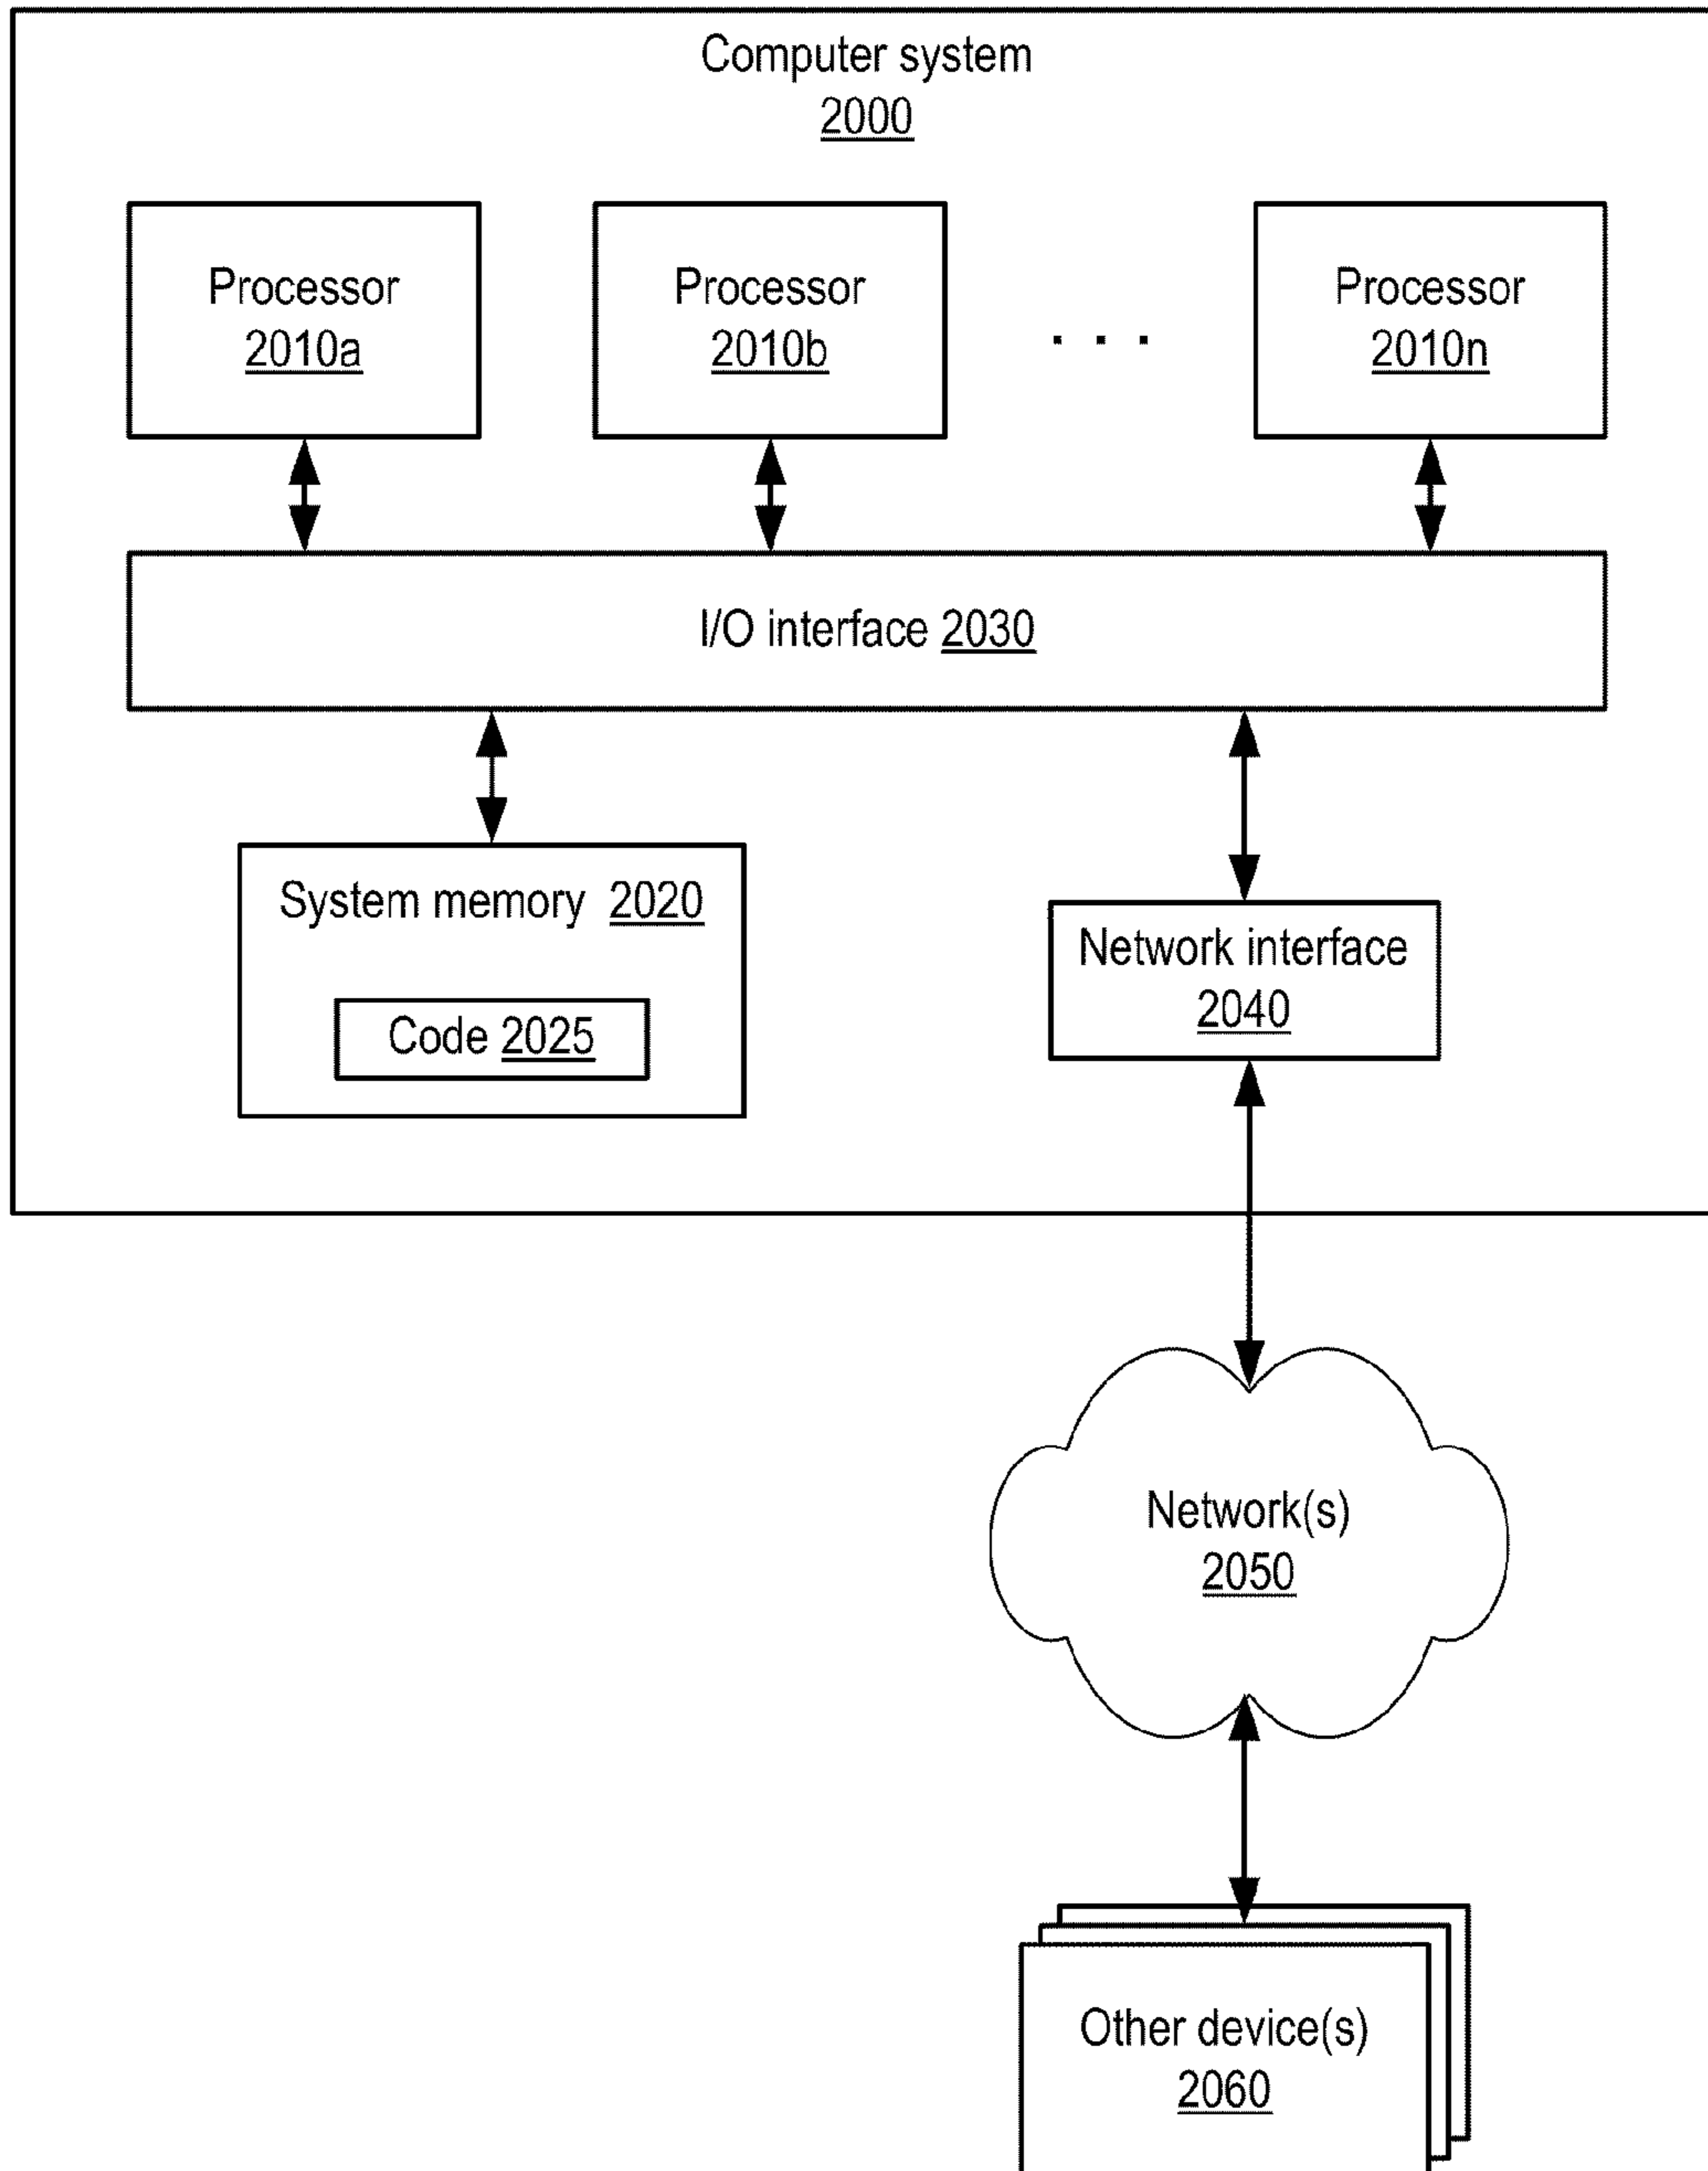 Computer system
2000
Processor
2010a
Processor
2010b
. . .
Processor
2010n
I/O interface 2030
System memory 2020
Code 2025
Network interface
2040
Network(s)
2050
Other device(s)
2060